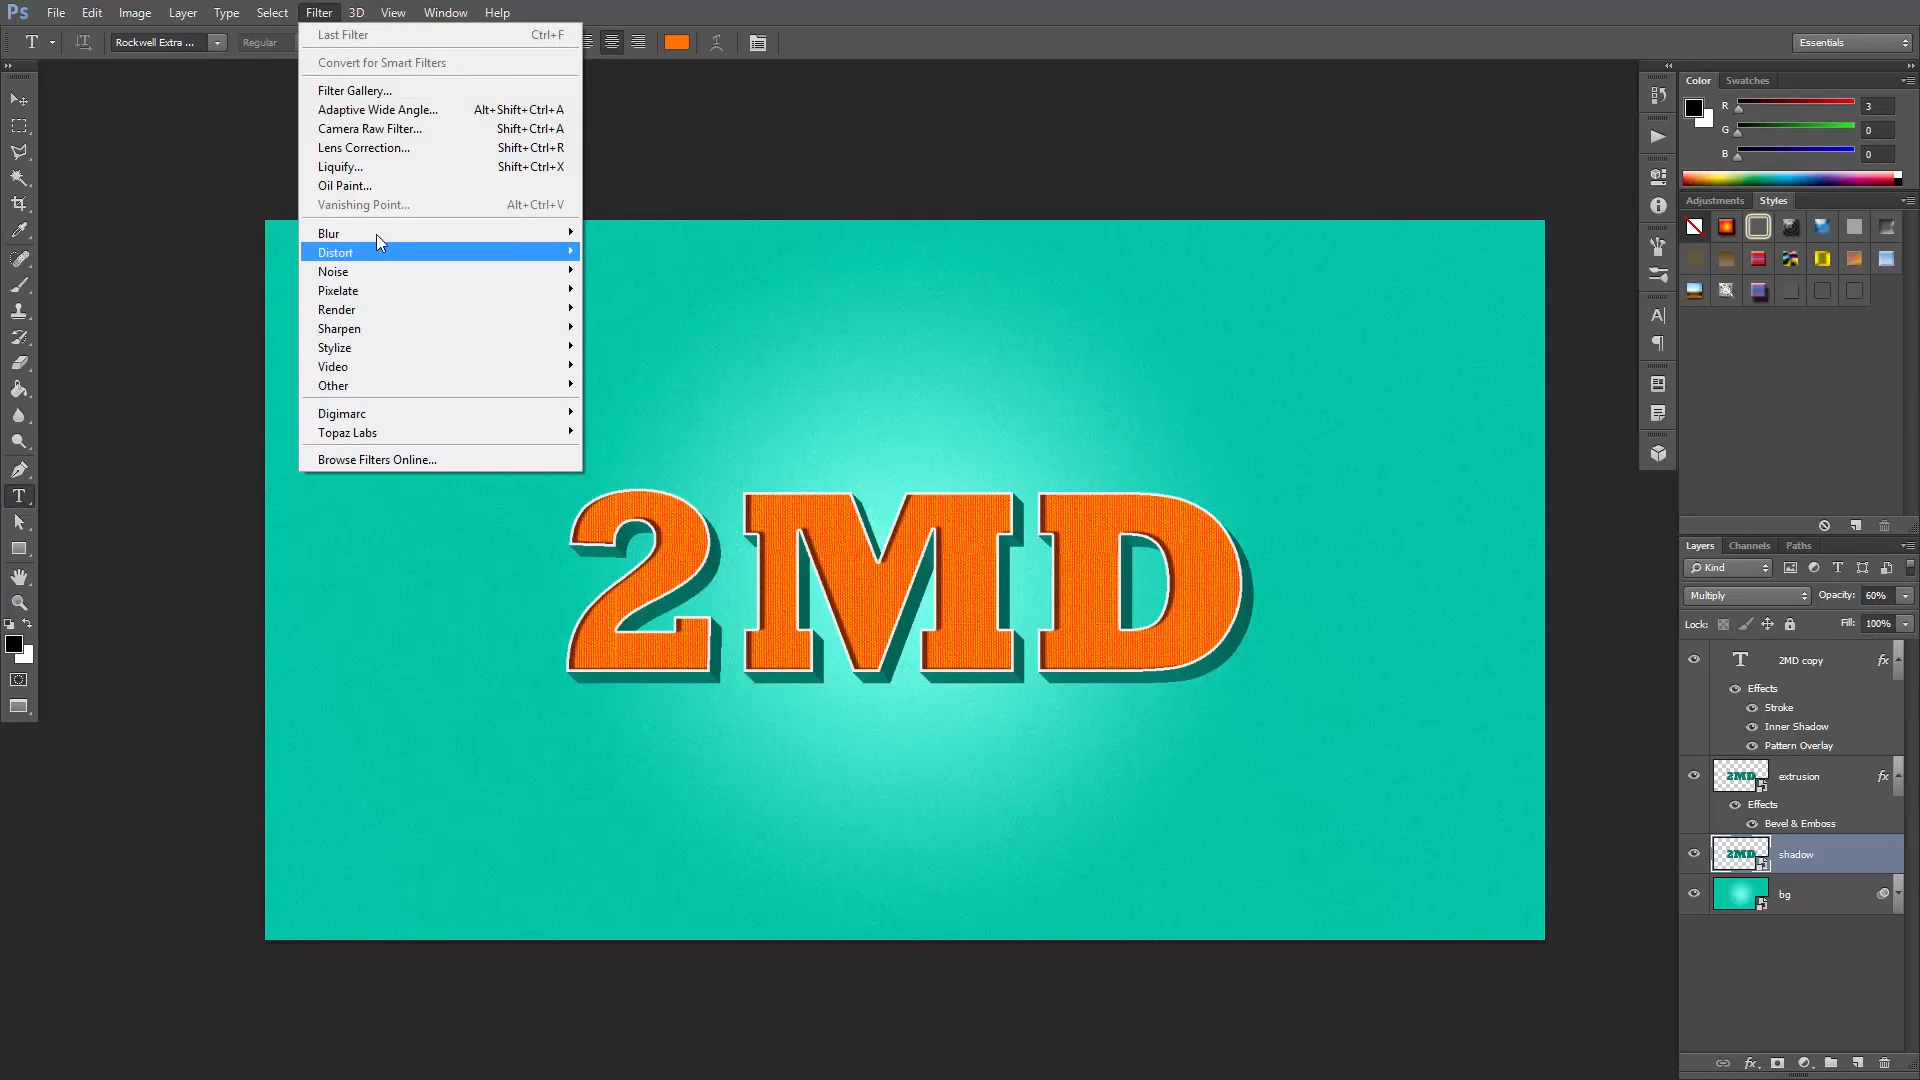 Ps File Edit Image Layer Type Select Filter 3D View Window Help
T Rockwell Extra ... Regular Essentials
Last Filter Ctrl+F
Convert for Smart Filters
Filter Gallery...
Adaptive Wide Angle... Alt+Shift+Ctrl+A
Camera Raw Filter... Shift+Ctrl+A
Lens Correction... Shift+Ctrl+R
Liquify... Shift+Ctrl+X
Oil Paint...
Vanishing Point... Alt+Ctrl+V
Blur
Distort
Noise
Pixelate
Render
Sharpen
Stylize
Video
Other
Digimarc
Topaz Labs
Browse Filters Online...
2MD
Color Swatches
R 3
G 0
B 0
Adjustments Styles
Layers Channels Paths
Kind
Multiply Opacity: 60%
Lock: Fill: 100%
T 2MD copy fx
Effects
Stroke
Inner Shadow
Pattern Overlay
2MD extrusion fx
Effects
Bevel & Emboss
2MD shadow
bg
fx